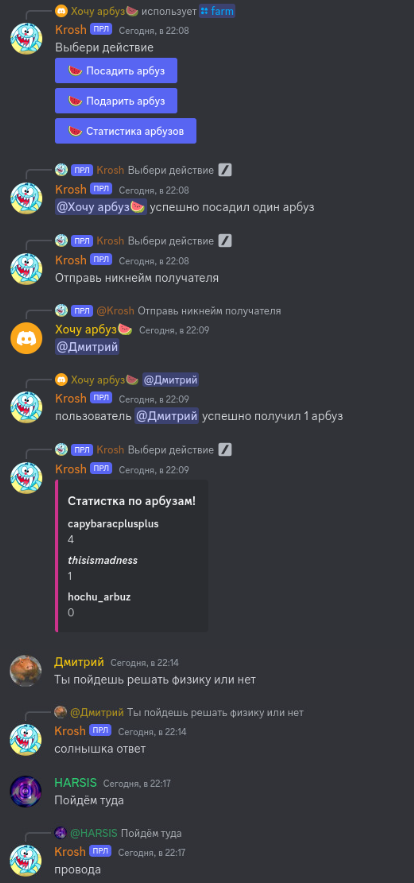 Хочу арбуз🍉 использует farm
Krosh ПРЛ Сегодня, в 22:08
Выбери действие
🍉 Посадить арбуз
🍉 Подарить арбуз
🍉 Статистика арбузов
ПРЛ Krosh Выбери действие
Krosh ПРЛ Сегодня, в 22:08
@Хочу арбуз🍉 успешно посадил один арбуз
ПРЛ Krosh Выбери действие
Krosh ПРЛ Сегодня, в 22:08
Отправь никнейм получателя
ПРЛ @Krosh Отправь никнейм получателя
Хочу арбуз🍉 Сегодня, в 22:09
@Дмитрий
Хочу арбуз🍉 @Дмитрий
Krosh ПРЛ Сегодня, в 22:09
пользователь @Дмитрий успешно получил 1 арбуз
ПРЛ Krosh Выбери действие
Krosh ПРЛ Сегодня, в 22:09
Статистка по арбузам!
capybaracplusplus
4
thisismadness
1
hochu_arbuz
0
Дмитрий Сегодня, в 22:14
Ты пойдешь решать физику или нет
@Дмитрий Ты пойдешь решать физику или нет
Krosh ПРЛ Сегодня, в 22:14
солнышка ответ
HARSIS Сегодня, в 22:17
Пойдём туда
@HARSIS Пойдём туда
Krosh ПРЛ Сегодня, в 22:17
провода